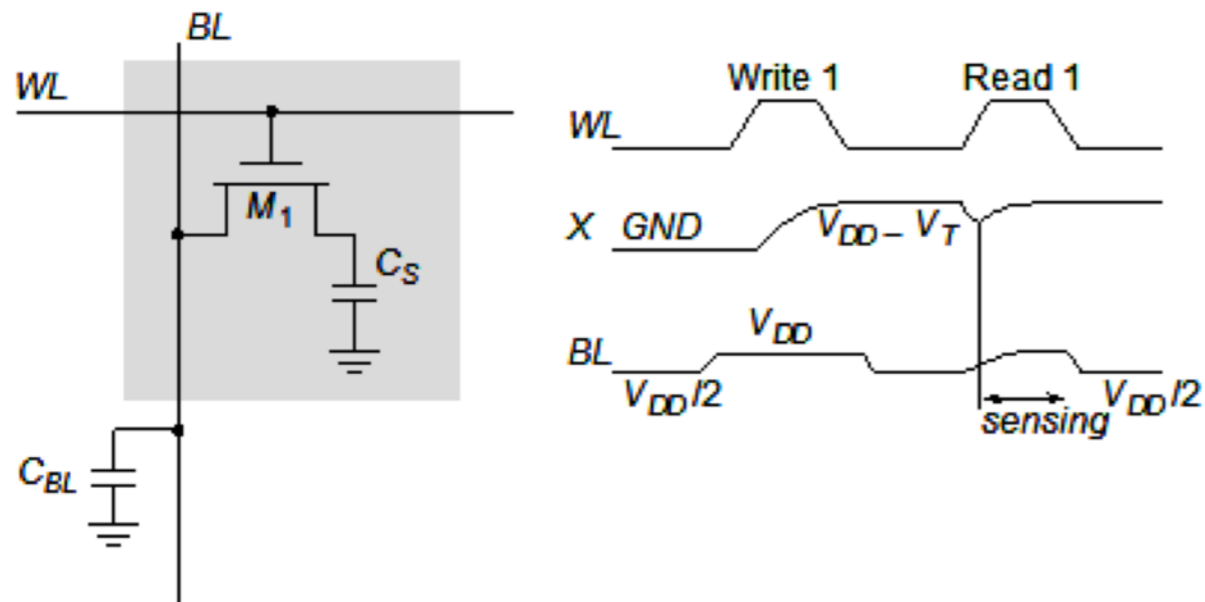 BL
WL
M1
CS
CBL
Write 1 Read 1
WL
X GND VDD – VT
VDD
BL
VDD/2 VDD/2
sensing